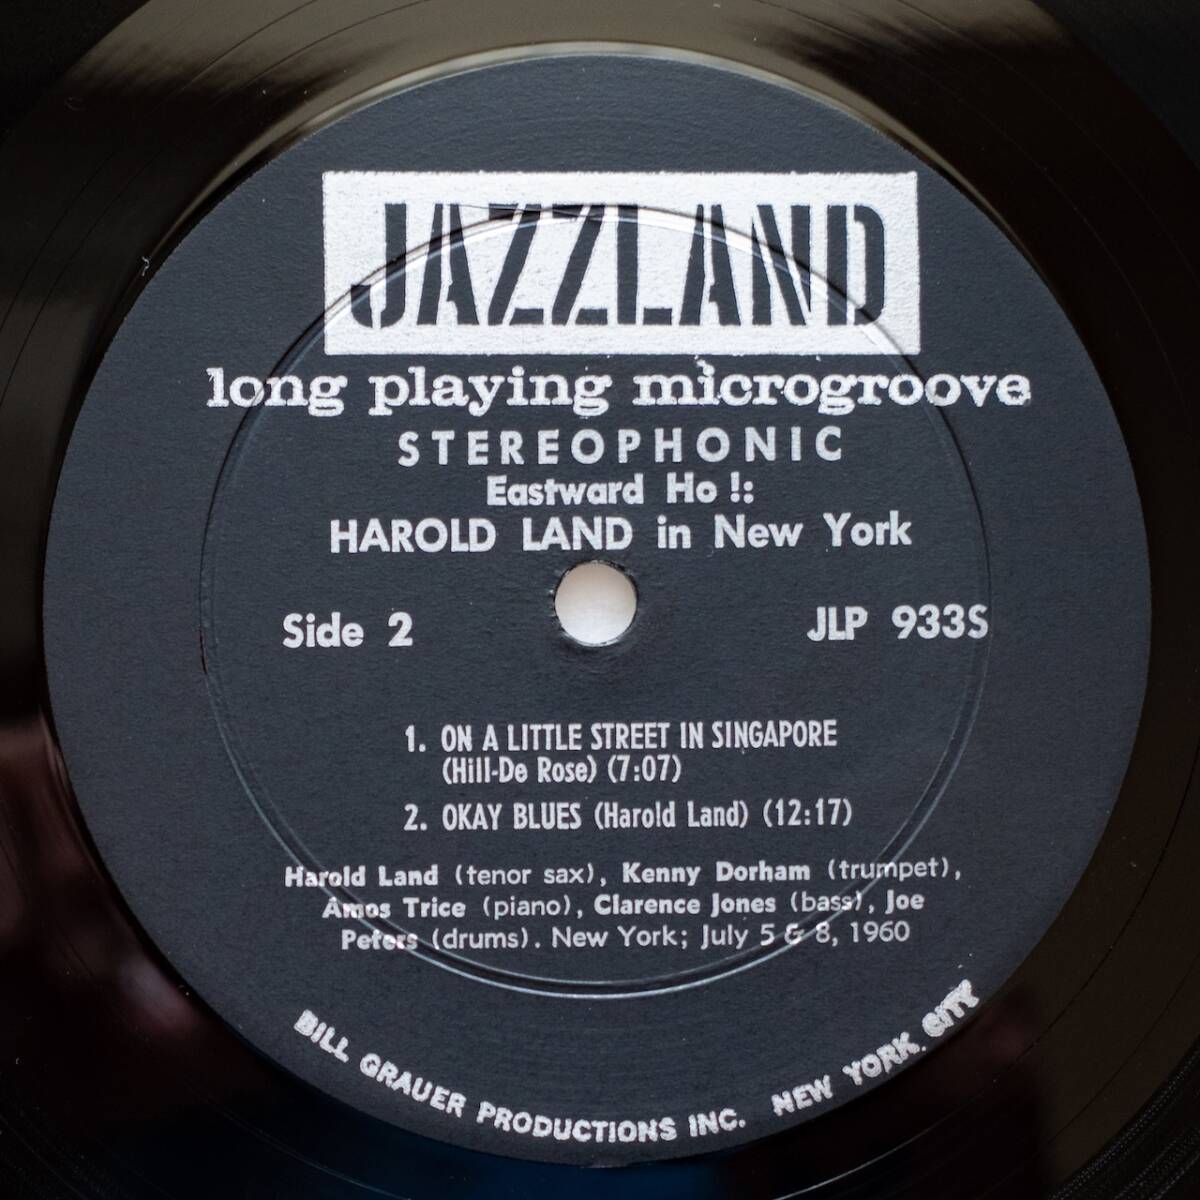 JAZZLAND
long playing microgroove
STEREOPHONIC
Eastward Ho !:
HAROLD LAND in New York
Side 2
JLP 933S
1. ON A LITTLE STREET IN SINGAPORE
(Hill-De Rose) (7:07)
2. OKAY BLUES (Harold Land) (12:17)
Harold Land (tenor sax), Kenny Dorham (trumpet),
Amos Trice (piano), Clarence Jones (bass), Joe
Peters (drums). New York; July 5 & 8, 1960
BILL GRAUER PRODUCTIONS INC. NEW YORK. CITY